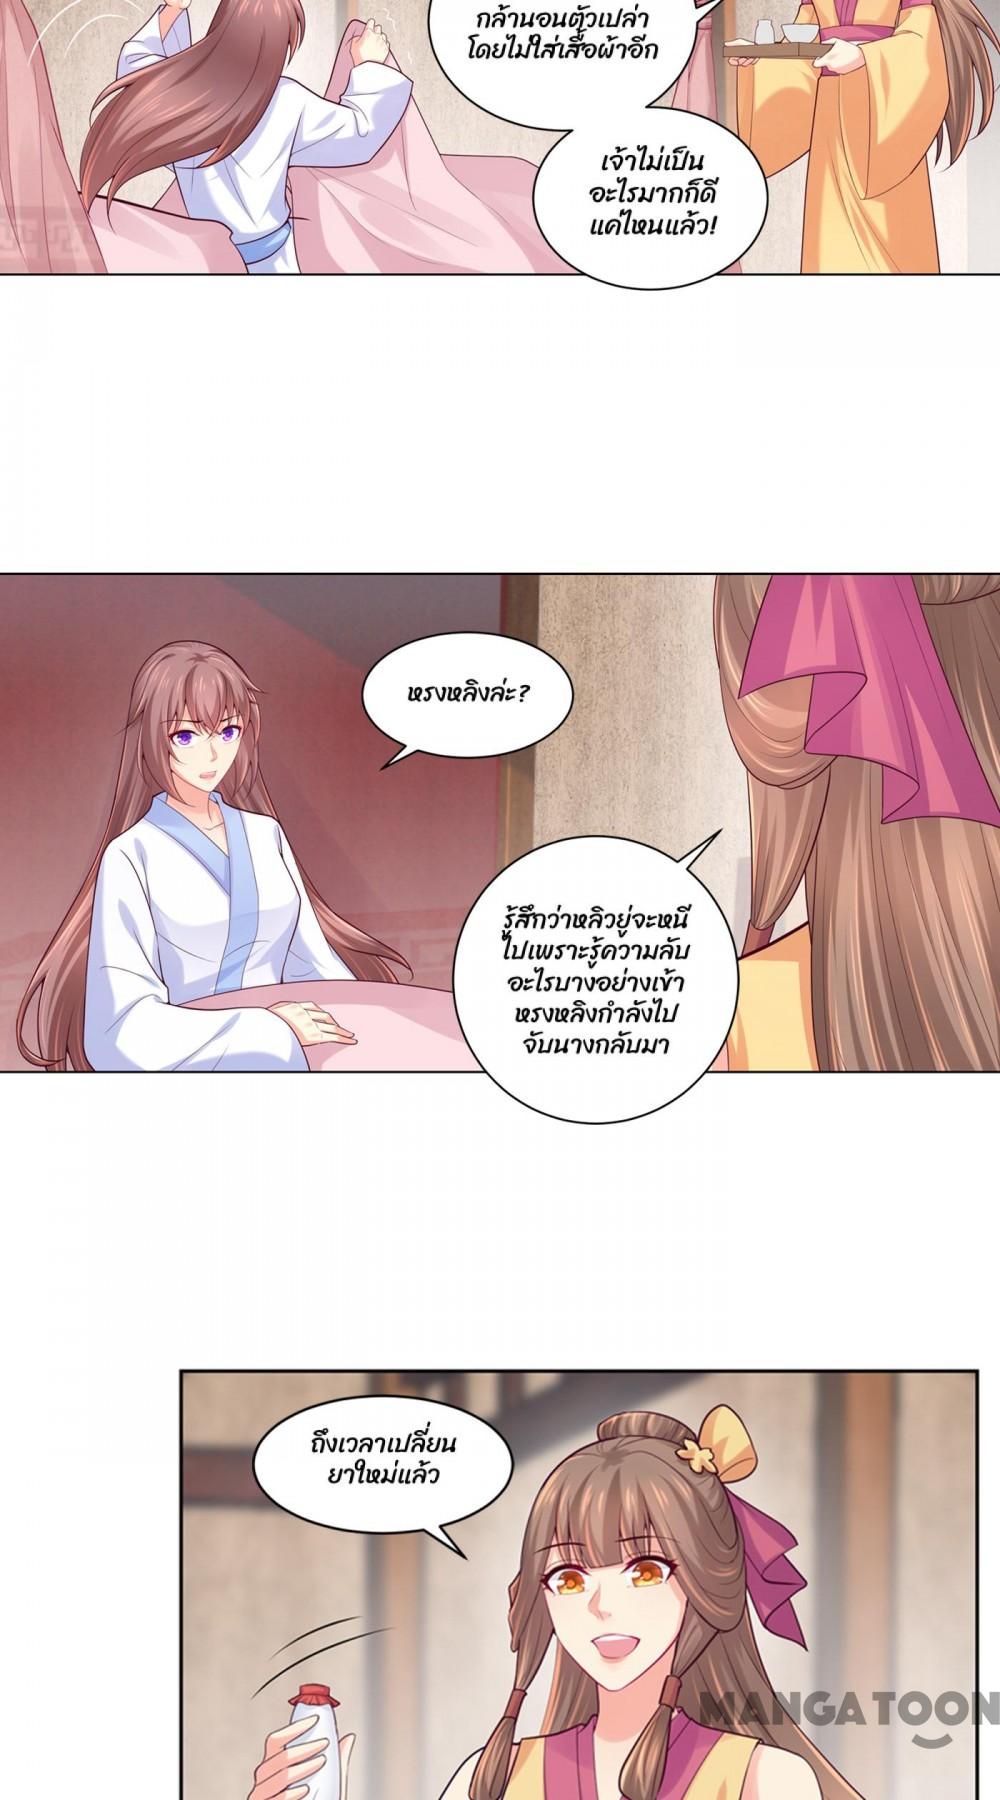 กล้านอนตัวเปล่า
โดยไม่ใส่เสื้อผ้าอีก
เจ้าไม่เป็น
อะไรมากก็ดี
แค่ไหนแล้ว!
หรงหลิงล่ะ?
รู้สึกว่าหลิวยู่จะหนี
ไปเพราะรู้ความลับ
อะไรบางอย่างเข้า
หรงหลิงกำลังไป
จับนางกลับมา
ถึงเวลาเปลี่ยน
ยาใหม่แล้ว
MANGATOON